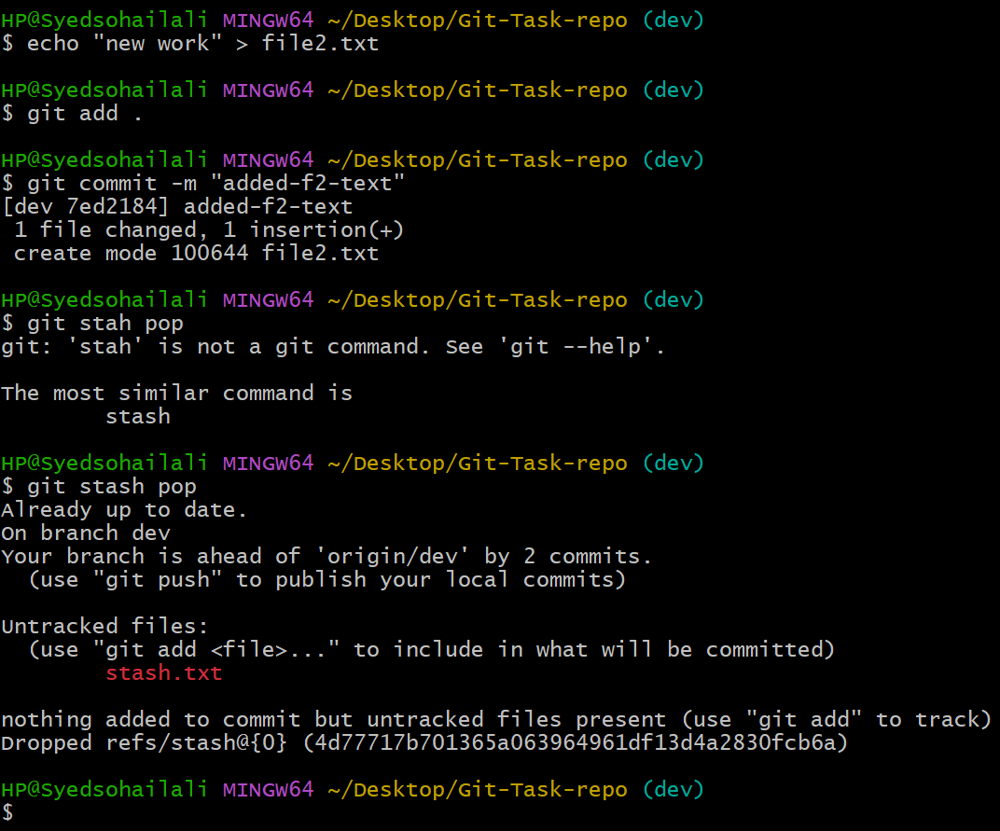 HP@Syedsohailali MINGW64 ~/Desktop/Git-Task-repo (dev)
$ echo "new work" > file2.txt

HP@Syedsohailali MINGW64 ~/Desktop/Git-Task-repo (dev)
$ git add .

HP@Syedsohailali MINGW64 ~/Desktop/Git-Task-repo (dev)
$ git commit -m "added-f2-text"
[dev 7ed2184] added-f2-text
 1 file changed, 1 insertion(+)
 create mode 100644 file2.txt

HP@Syedsohailali MINGW64 ~/Desktop/Git-Task-repo (dev)
$ git stah pop
git: 'stah' is not a git command. See 'git --help'.

The most similar command is
        stash

HP@Syedsohailali MINGW64 ~/Desktop/Git-Task-repo (dev)
$ git stash pop
Already up to date.
On branch dev
Your branch is ahead of 'origin/dev' by 2 commits.
  (use "git push" to publish your local commits)

Untracked files:
  (use "git add <file>..." to include in what will be committed)
        stash.txt

nothing added to commit but untracked files present (use "git add" to track)
Dropped refs/stash@{0} (4d77717b701365a063964961df13d4a2830fcb6a)

HP@Syedsohailali MINGW64 ~/Desktop/Git-Task-repo (dev)
$